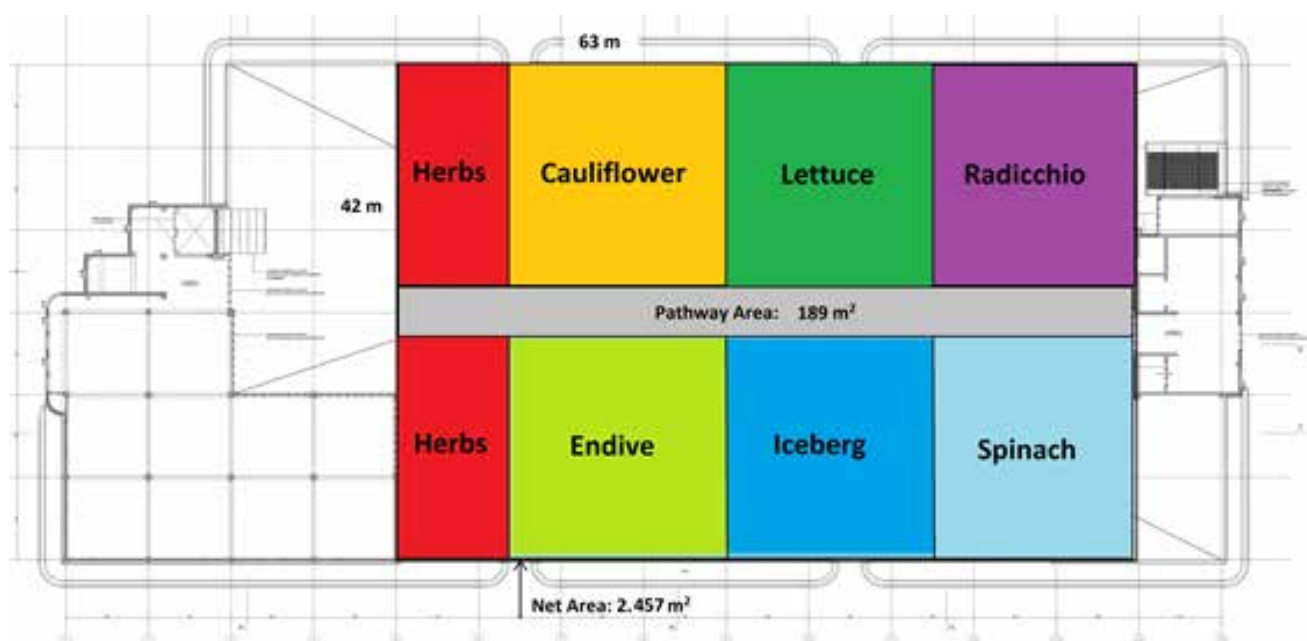 63 m
Herbs
Cauliflower
Lettuce
Radicchio
42 m
Pathway Area: 189 m²
Herbs
Endive
Iceberg
Spinach
Net Area: 2.457 m²